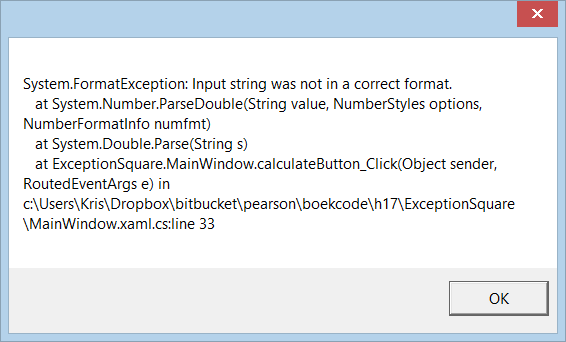 System.FormatException: Input string was not in a correct format.
at System.Number.ParseDouble(String value, NumberStyles options,
NumberFormatInfo numfmt)
at System.Double.Parse(String s)
at ExceptionSquare.MainWindow.calculateButton_Click(Object sender,
RoutedEventArgs e) in
c:\Users\Kris\Dropbox\bitbucket\pearson\boekcode\h17\ExceptionSquare
\MainWindow.xaml.cs:line 33
OK